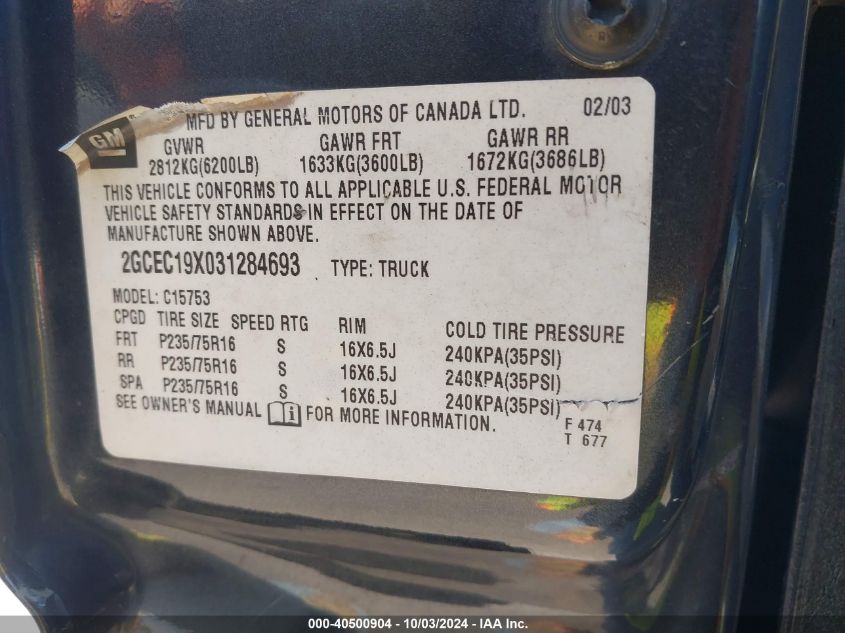 MFD BY GENERAL MOTORS OF CANADA LTD. 02/03
GM
GVWR GAWR FRT GAWR RR
2812KG(6200LB) 1633KG(3600LB) 1672KG(3686LB)
THIS VEHICLE CONFORMS TO ALL APPLICABLE U.S. FEDERAL MOTOR
VEHICLE SAFETY STANDARDS IN EFFECT ON THE DATE OF
MANUFACTURE SHOWN ABOVE.
2GCEC19X031284693 TYPE: TRUCK
MODEL: C15753
CPGD TIRE SIZE SPEED RTG RIM COLD TIRE PRESSURE
FRT P235/75R16 S 16X6.5J 240KPA(35PSI)
RR P235/75R16 S 16X6.5J 240KPA(35PSI)
SPA P235/75R16 S 16X6.5J 240KPA(35PSI)
SEE OWNER'S MANUAL FOR MORE INFORMATION.
F 474
T 677
000-40500904 - 10/03/2024 - IAA Inc.